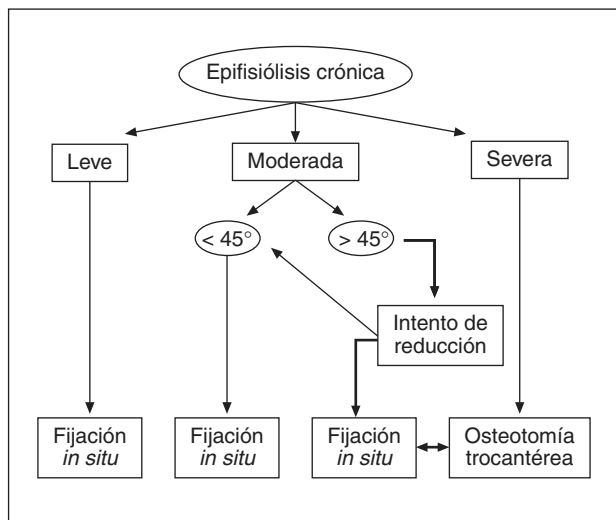 Epifisiólisis crónica
Leve
Moderada
Severa
< 45°
> 45°
Intento de
reducción
Fijación
in situ
Fijación
in situ
Fijación
in situ
Osteotomía
trocantérea